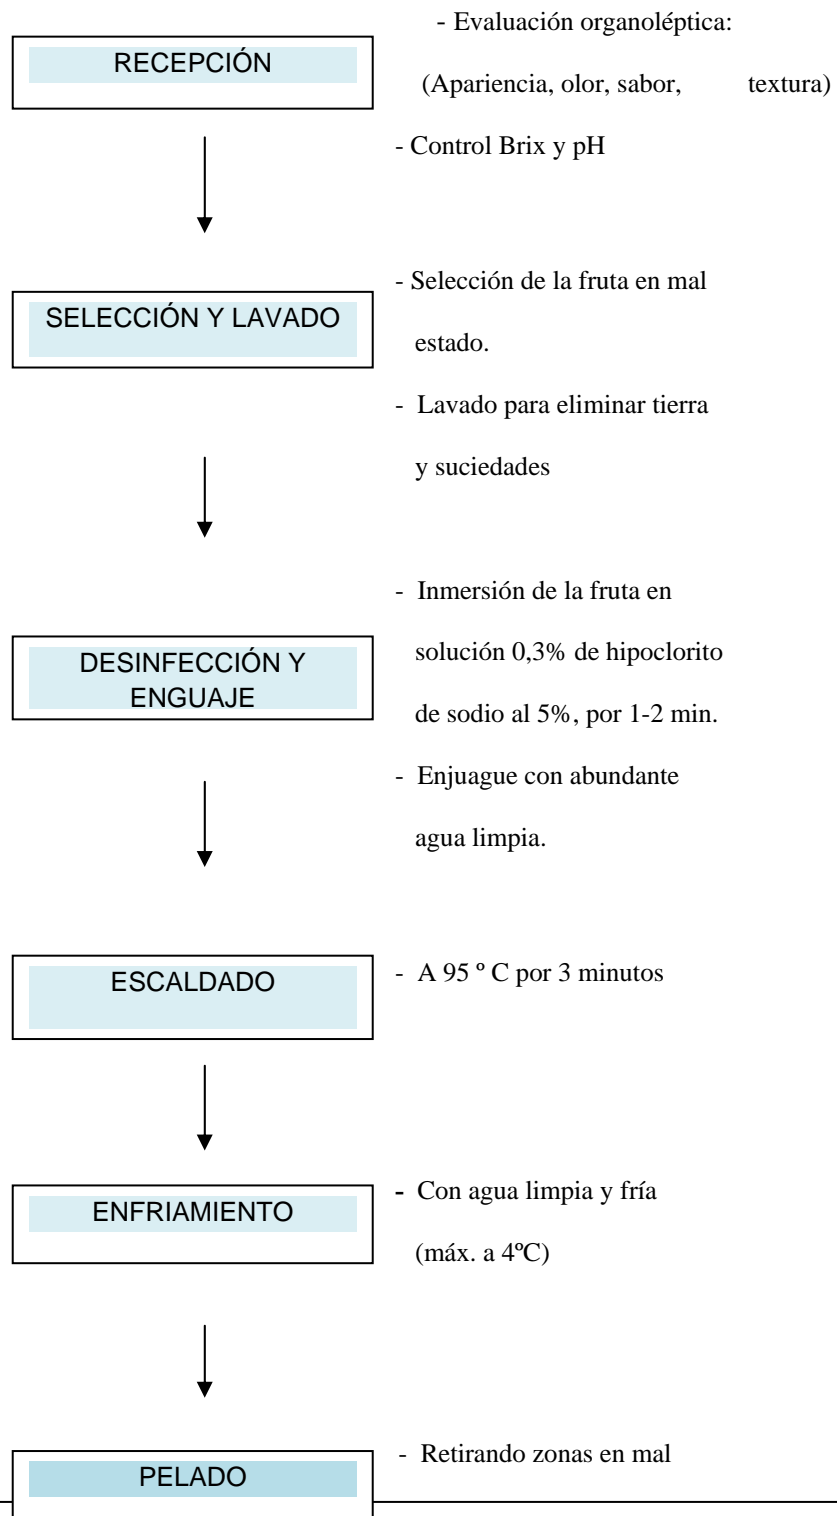 - Evaluación organoléptica:
RECEPCIÓN
(Apariencia, olor, sabor, textura)
- Control Brix y pH
- Selección de la fruta en mal
SELECCIÓN Y LAVADO
estado.
- Lavado para eliminar tierra
y suciedades
- Inmersión de la fruta en
solución 0,3% de hipoclorito
DESINFECCIÓN Y
ENGUAJE
de sodio al 5%, por 1-2 min.
- Enjuague con abundante
agua limpia.
ESCALDADO
- A 95 º C por 3 minutos
ENFRIAMIENTO
- Con agua limpia y fría
(máx. a 4ºC)
PELADO
- Retirando zonas en mal